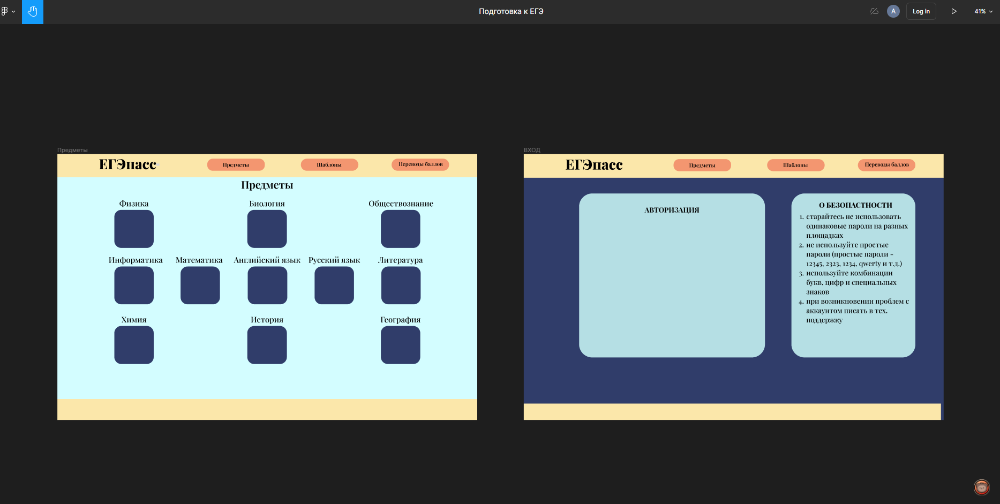 Подготовка к ЕГЭ
A
Log in
41%
Предметы
ЕГЭпасс
Предметы
Шаблоны
Переводы баллов
Предметы
Физика
Биология
Обществознание
Информатика
Математика
Английский язык
Русский язык
Литература
Химия
История
География
ВХОД
ЕГЭпасс
Предметы
Шаблоны
Переводы баллов
АВТОРИЗАЦИЯ
О БЕЗОПАСТНОСТИ
1. старайтесь не использовать
одинаковые пароли на разных
площадках
2. не используйте простые
пароли (простые пароли -
12345, 2323, 1234, qwerty и т.д.)
3. используйте комбинации
букв, цифр и специальных
знаков
4. при возникновении проблем с
аккаунтом писать в тех.
поддержку